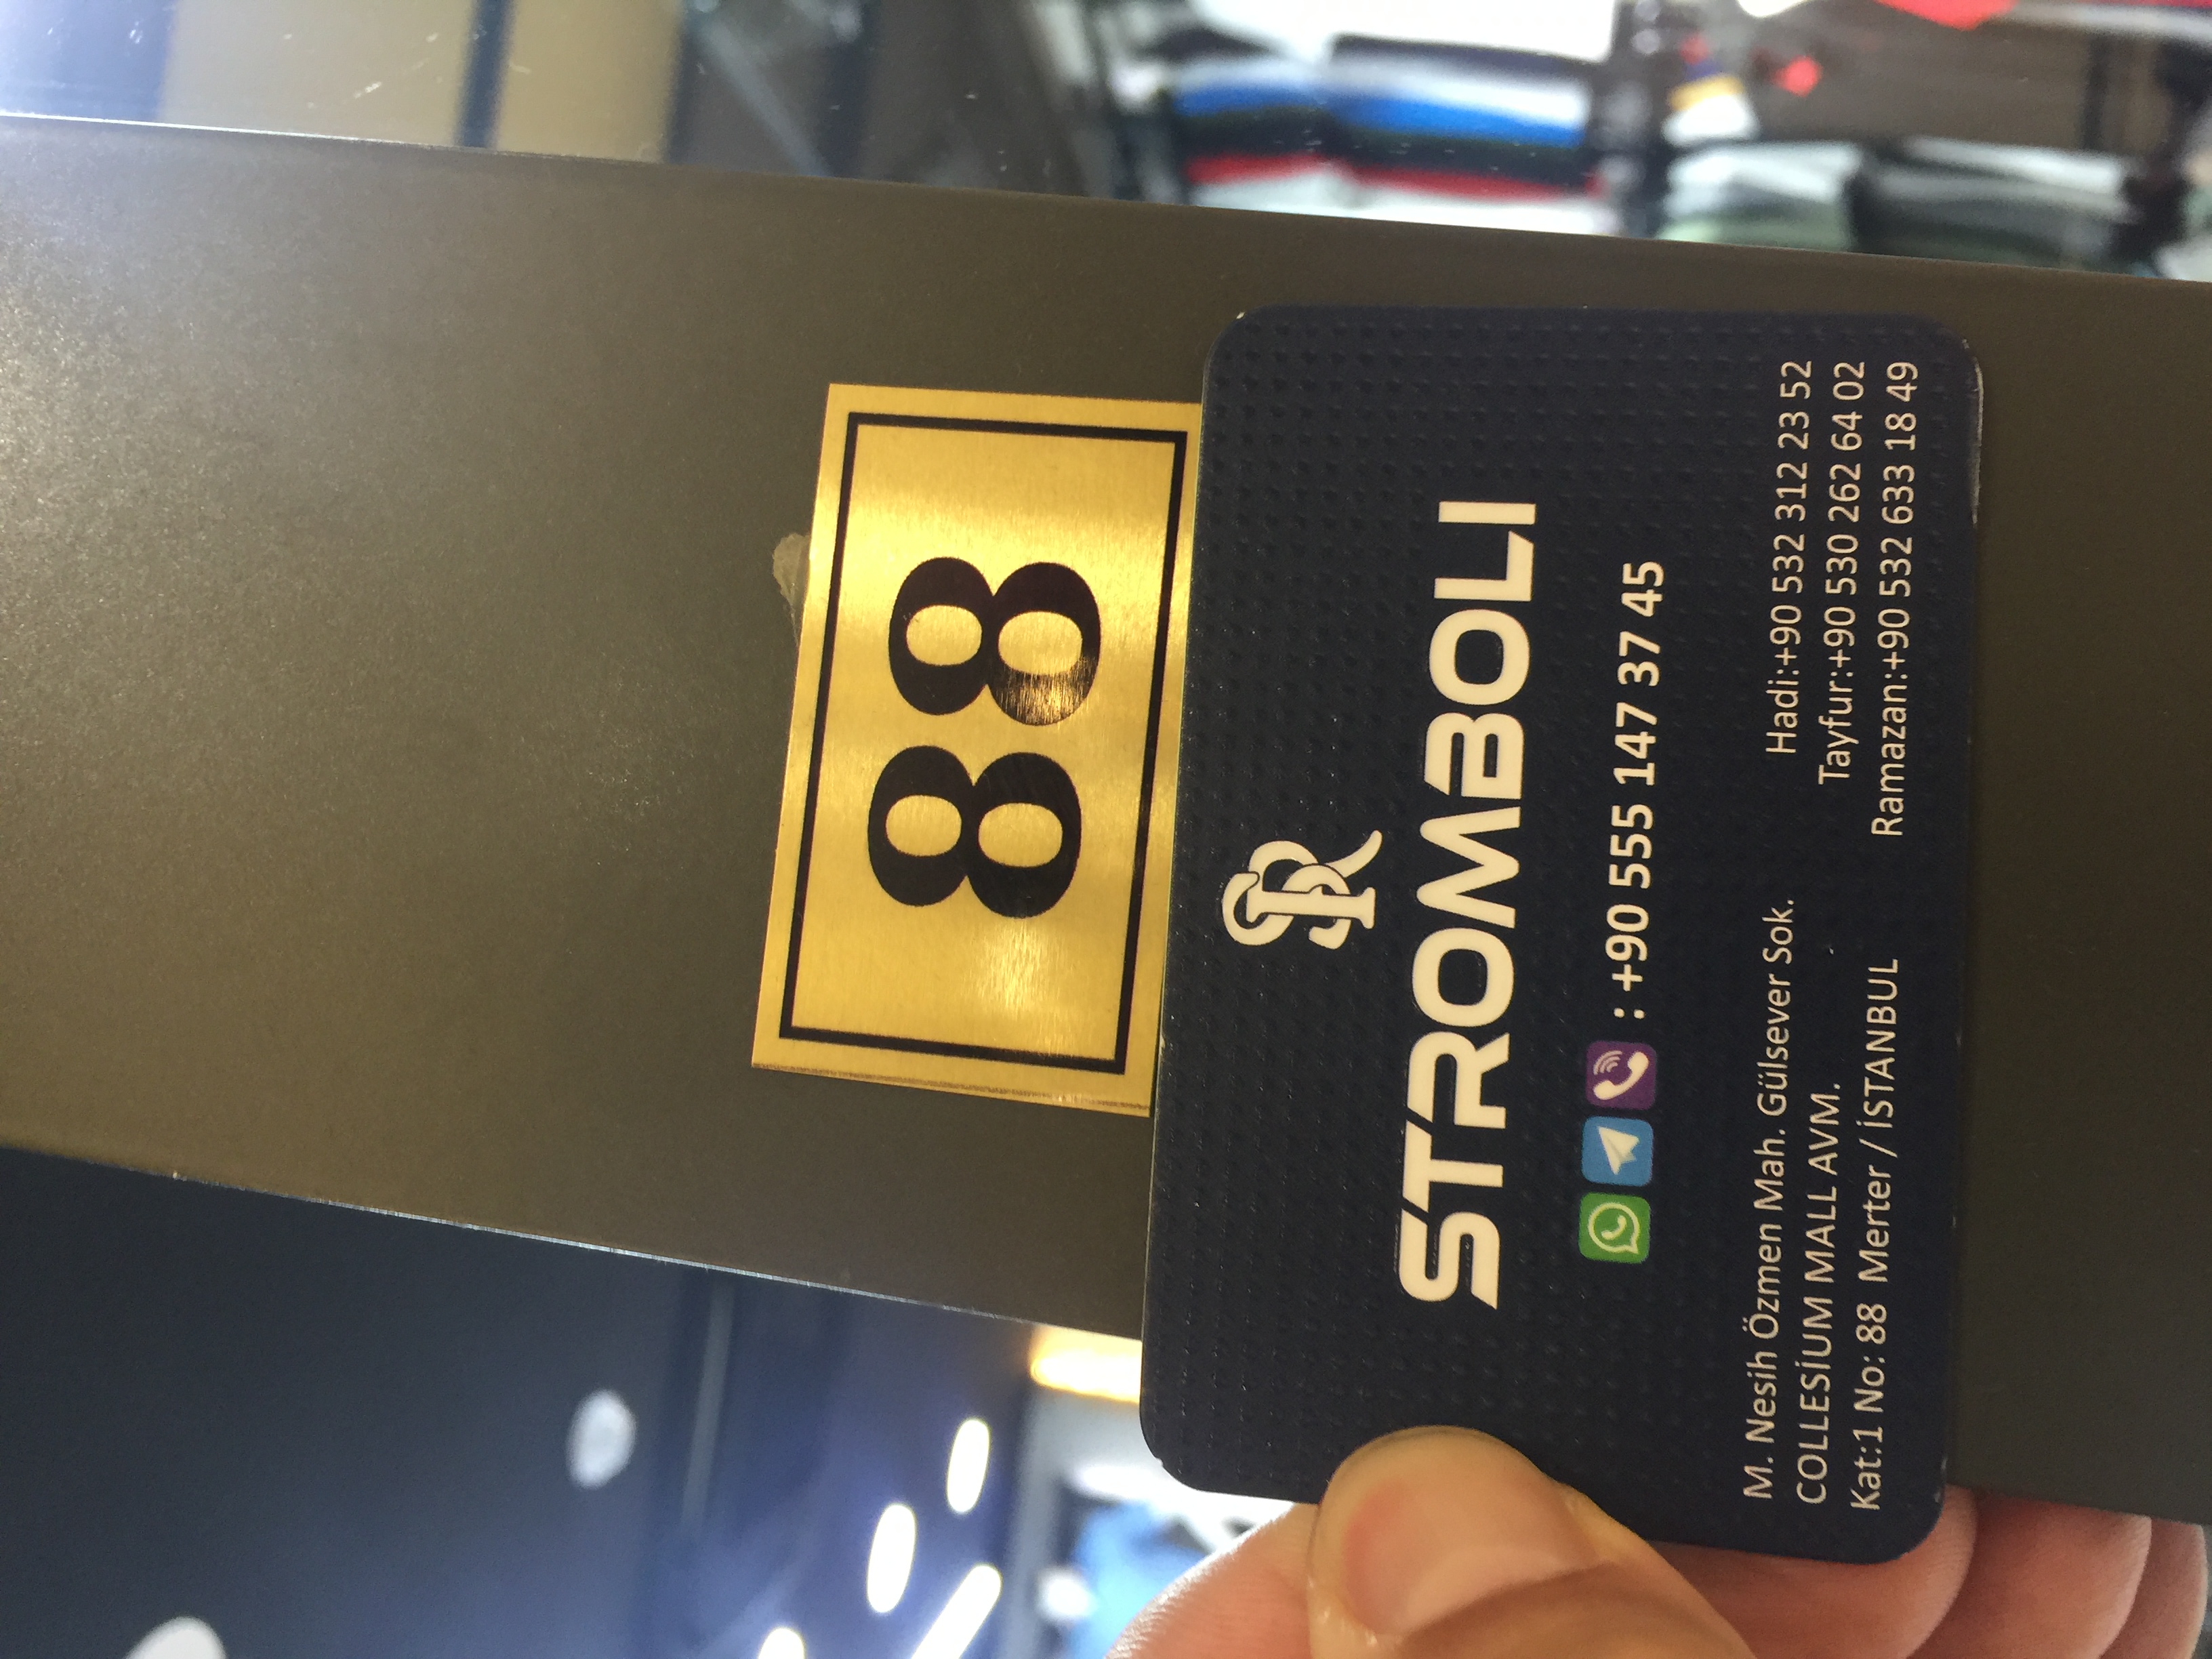 88
SR
STROMBOLI
: +90 555 147 37 45
M. Nesih Özmen Mah. Gülsever Sok.
COLLESİUM MALL AVM.
Kat:1 No: 88 Merter / İSTANBUL
Hadi:+90 532 312 23 52
Tayfur:+90 530 262 64 02
Ramazan:+90 532 633 18 49